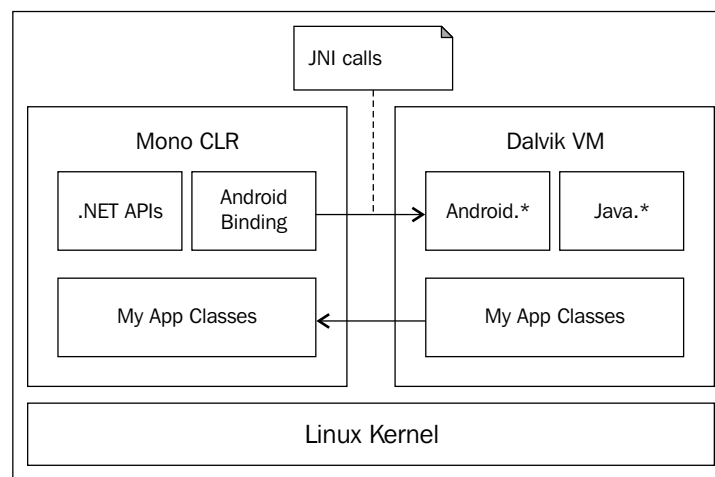 JNI calls
Mono CLR
Dalvik VM
.NET APIs
Android
Binding
Android.*
Java.*
My App Classes
My App Classes
Linux Kernel